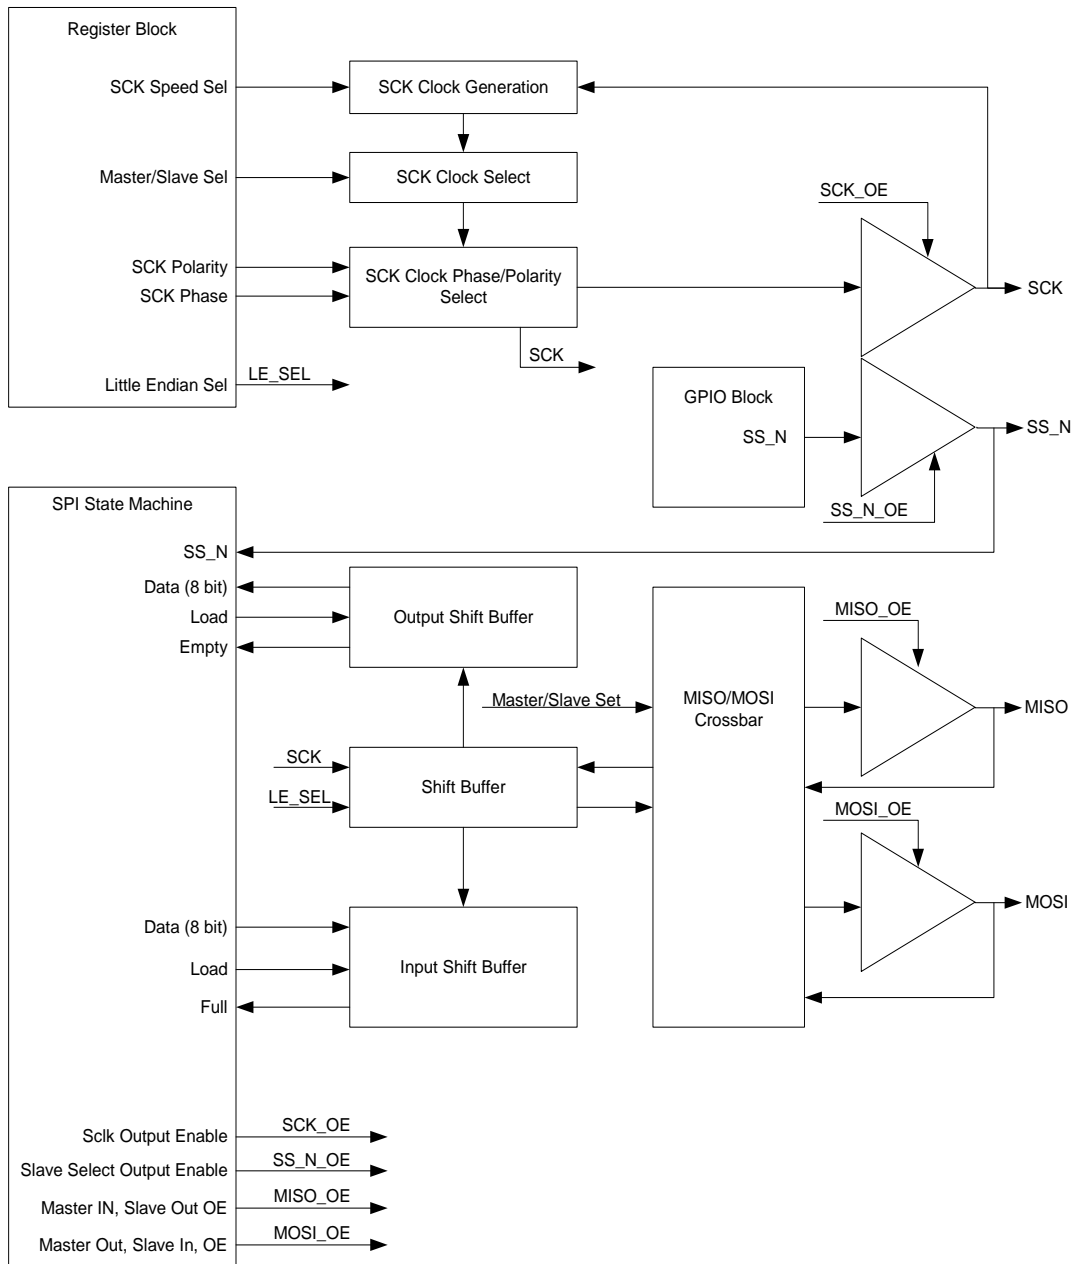 Register Block
SCK Speed Sel
SCK Clock Generation
Master/Slave Sel
SCK Clock Select
SCK_OE
SCK Polarity
SCK Phase
SCK Clock Phase/Polarity
Select
SCK
SCK
Little Endian Sel
LE_SEL
GPIO Block
SS_N
SS_N
SS_N_OE
SPI State Machine
SS_N
Data (8 bit)
Load
Empty
Output Shift Buffer
MISO_OE
Master/Slave Set
MISO/MOSI
Crossbar
MISO
SCK
LE_SEL
Shift Buffer
MOSI_OE
MOSI
Data (8 bit)
Load
Full
Input Shift Buffer
Sclk Output Enable
SCK_OE
Slave Select Output Enable
SS_N_OE
Master IN, Slave Out OE
MISO_OE
Master Out, Slave In, OE
MOSI_OE